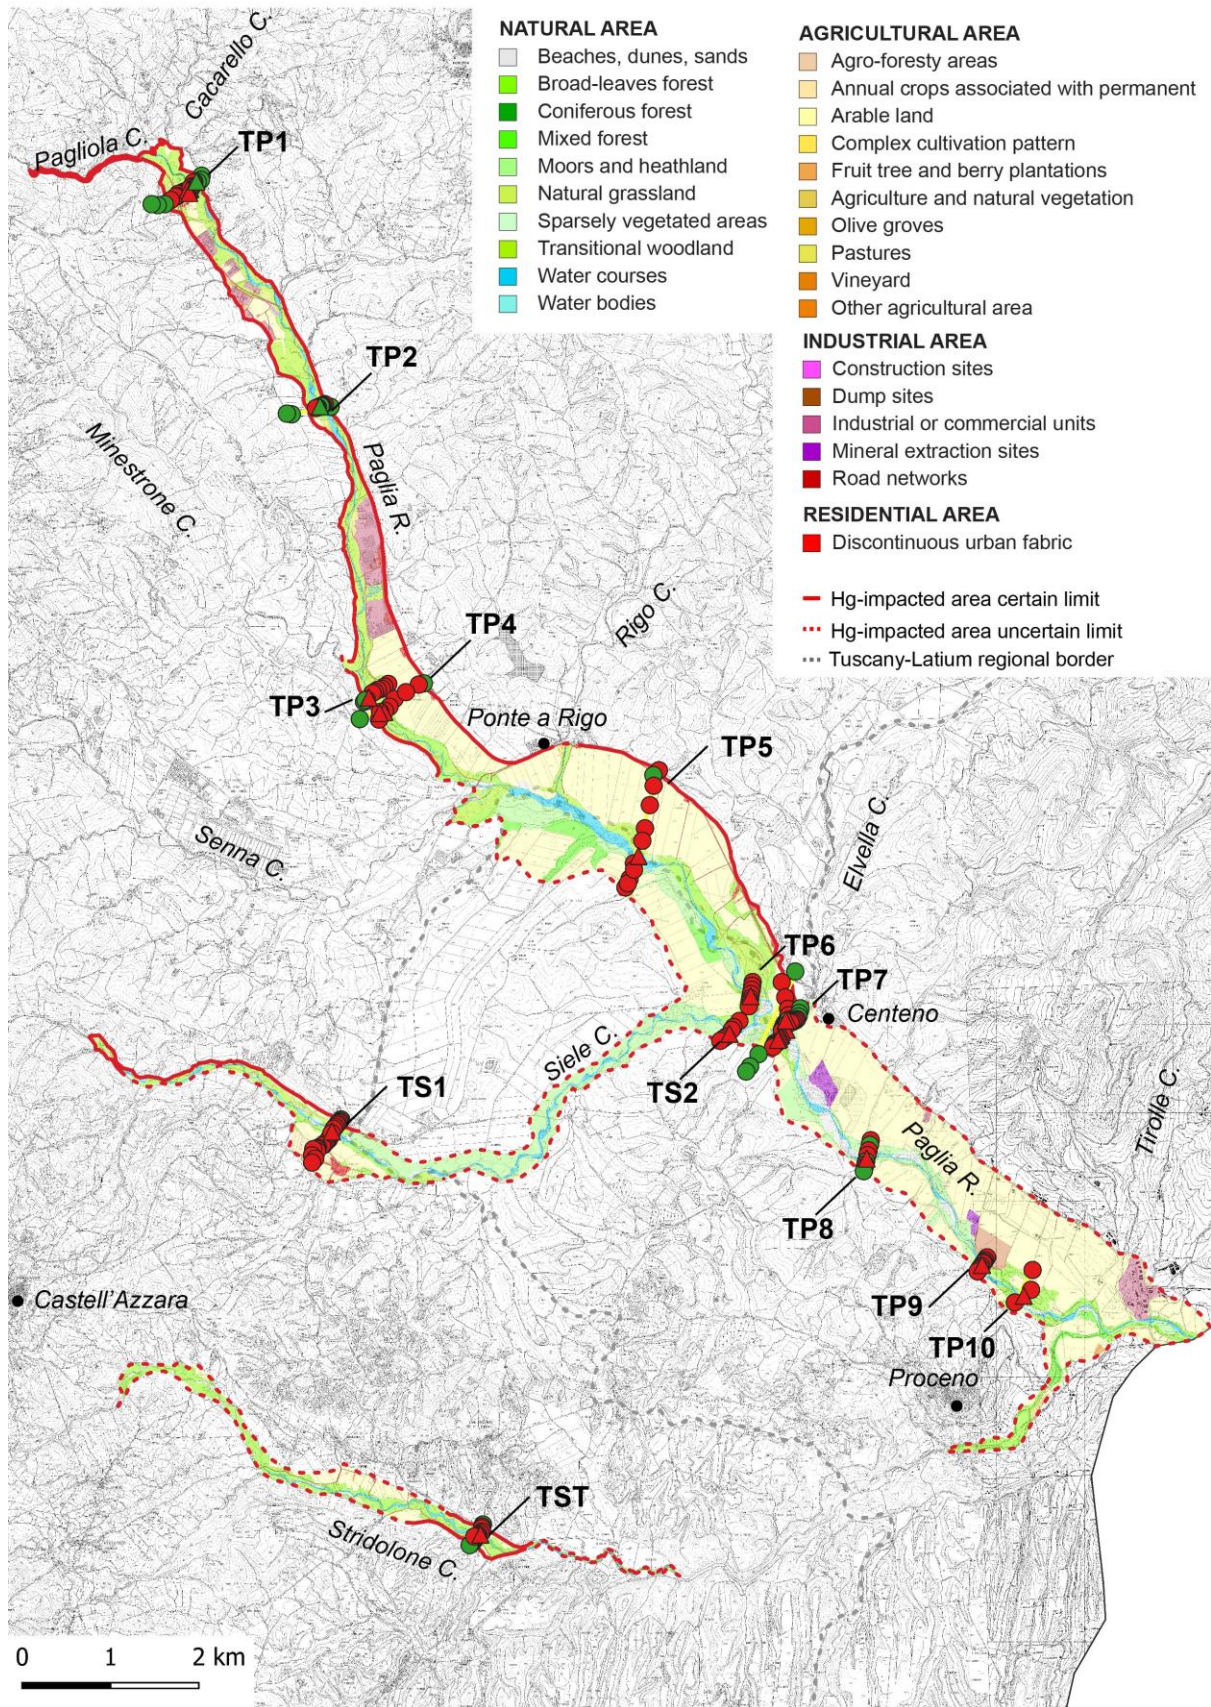 NATURAL AREA
Beaches, dunes, sands
Broad-leaves forest
Coniferous forest
Mixed forest
Moors and heathland
Natural grassland
Sparsely vegetated areas
Transitional woodland
Water courses
Water bodies
AGRICULTURAL AREA
Agro-foresty areas
Annual crops associated with permanent
Arable land
Complex cultivation pattern
Fruit tree and berry plantations
Agriculture and natural vegetation
Olive groves
Pastures
Vineyard
Other agricultural area
INDUSTRIAL AREA
Construction sites
Dump sites
Industrial or commercial units
Mineral extraction sites
Road networks
RESIDENTIAL AREA
Discontinuous urban fabric
Hg-impacted area certain limit
Hg-impacted area uncertain limit
Tuscany-Latium regional border
Cacarello C.
Pagliola C.
TP1
TP2
Minestrone C.
Paglia R.
Rigo C.
TP4
TP3
Ponte a Rigo
TP5
Senna C.
Elvella C.
TP6
TP7
Centeno
Siele C.
TS2
TS1
Tirolle C.
Paglia R.
TP8
Castell'Azzara
TP9
TP10
Proceno
TST
Stridolone C.
0 1 2 km